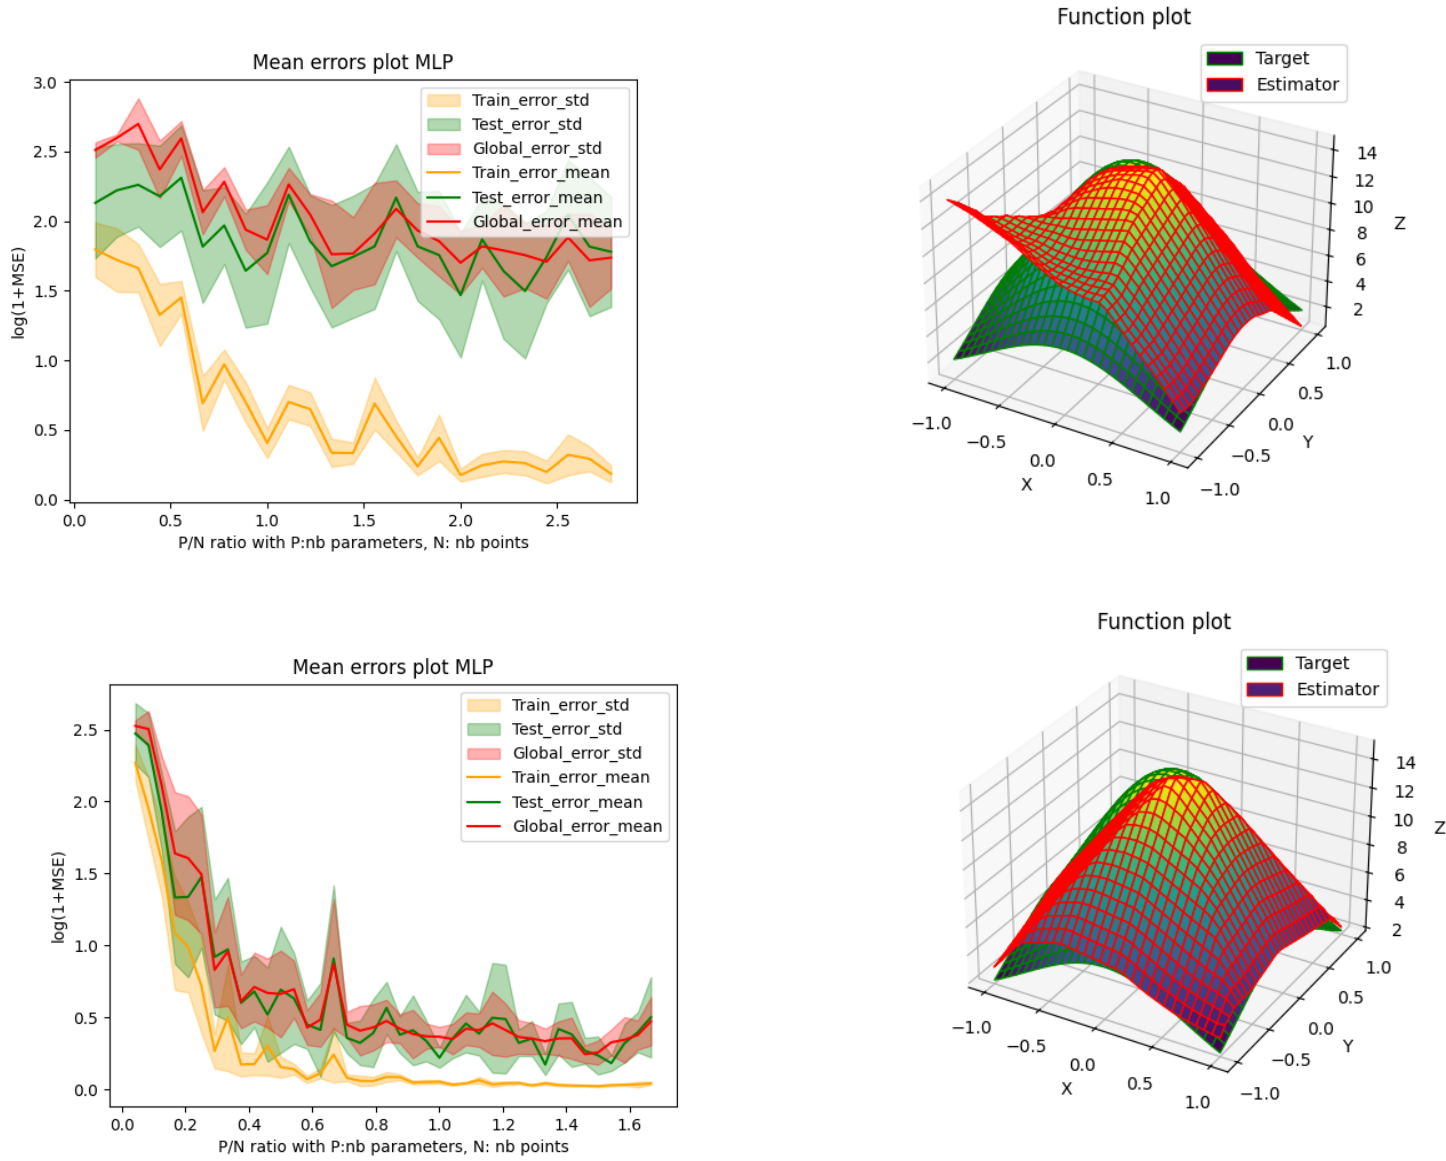 Function plot
Target
Estimator
14
12
10
8
6
4
2
Z
−1.0
−0.5
0.0
0.5
1.0
X
−1.0
−0.5
0.0
0.5
1.0
Y
Mean errors plot MLP
Train_error_std
Test_error_std
Global_error_std
Train_error_mean
Test_error_mean
Global_error_mean
3.0
2.5
2.0
1.5
1.0
0.5
0.0
log(1+MSE)
0.0 0.5 1.0 1.5 2.0 2.5
P/N ratio with P:nb parameters, N: nb points
Function plot
Target
Estimator
14
12
10
8
6
4
2
Z
−1.0
−0.5
0.0
0.5
1.0
X
−1.0
−0.5
0.0
0.5
1.0
Y
Mean errors plot MLP
Train_error_std
Test_error_std
Global_error_std
Train_error_mean
Test_error_mean
Global_error_mean
2.5
2.0
1.5
1.0
0.5
0.0
log(1+MSE)
0.0 0.2 0.4 0.6 0.8 1.0 1.2 1.4 1.6
P/N ratio with P:nb parameters, N: nb points